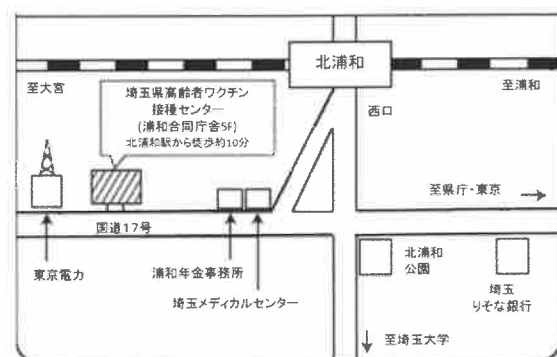 北浦和
至大宮
至浦和
埼玉県高齢者ワクチン
接種センター
(浦和合同庁舎5F)
北浦和駅から徒歩約10分
西口
至県庁・東京
国道17号
東京電力
浦和年金事務所
埼玉メディカルセンター
北浦和
公園
埼玉
りそな銀行
至埼玉大学